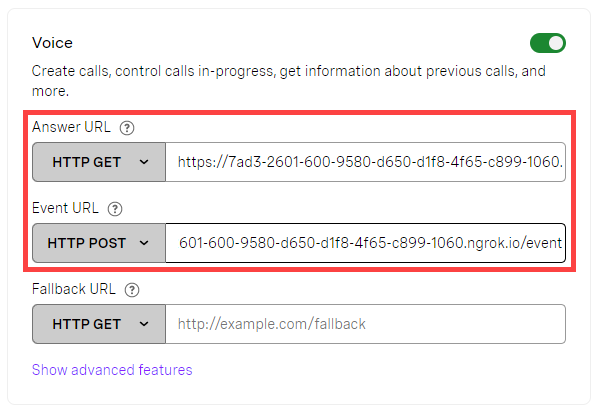 Voice
Create calls, control calls in-progress, get information about previous calls, and
more.
Answer URL ?
HTTP GET https://7ad3-2601-600-9580-d650-d1f8-4f65-c899-1060.
Event URL ?
HTTP POST 601-600-9580-d650-d1f8-4f65-c899-1060.ngrok.io/event
Fallback URL ?
HTTP GET http://example.com/fallback
Show advanced features